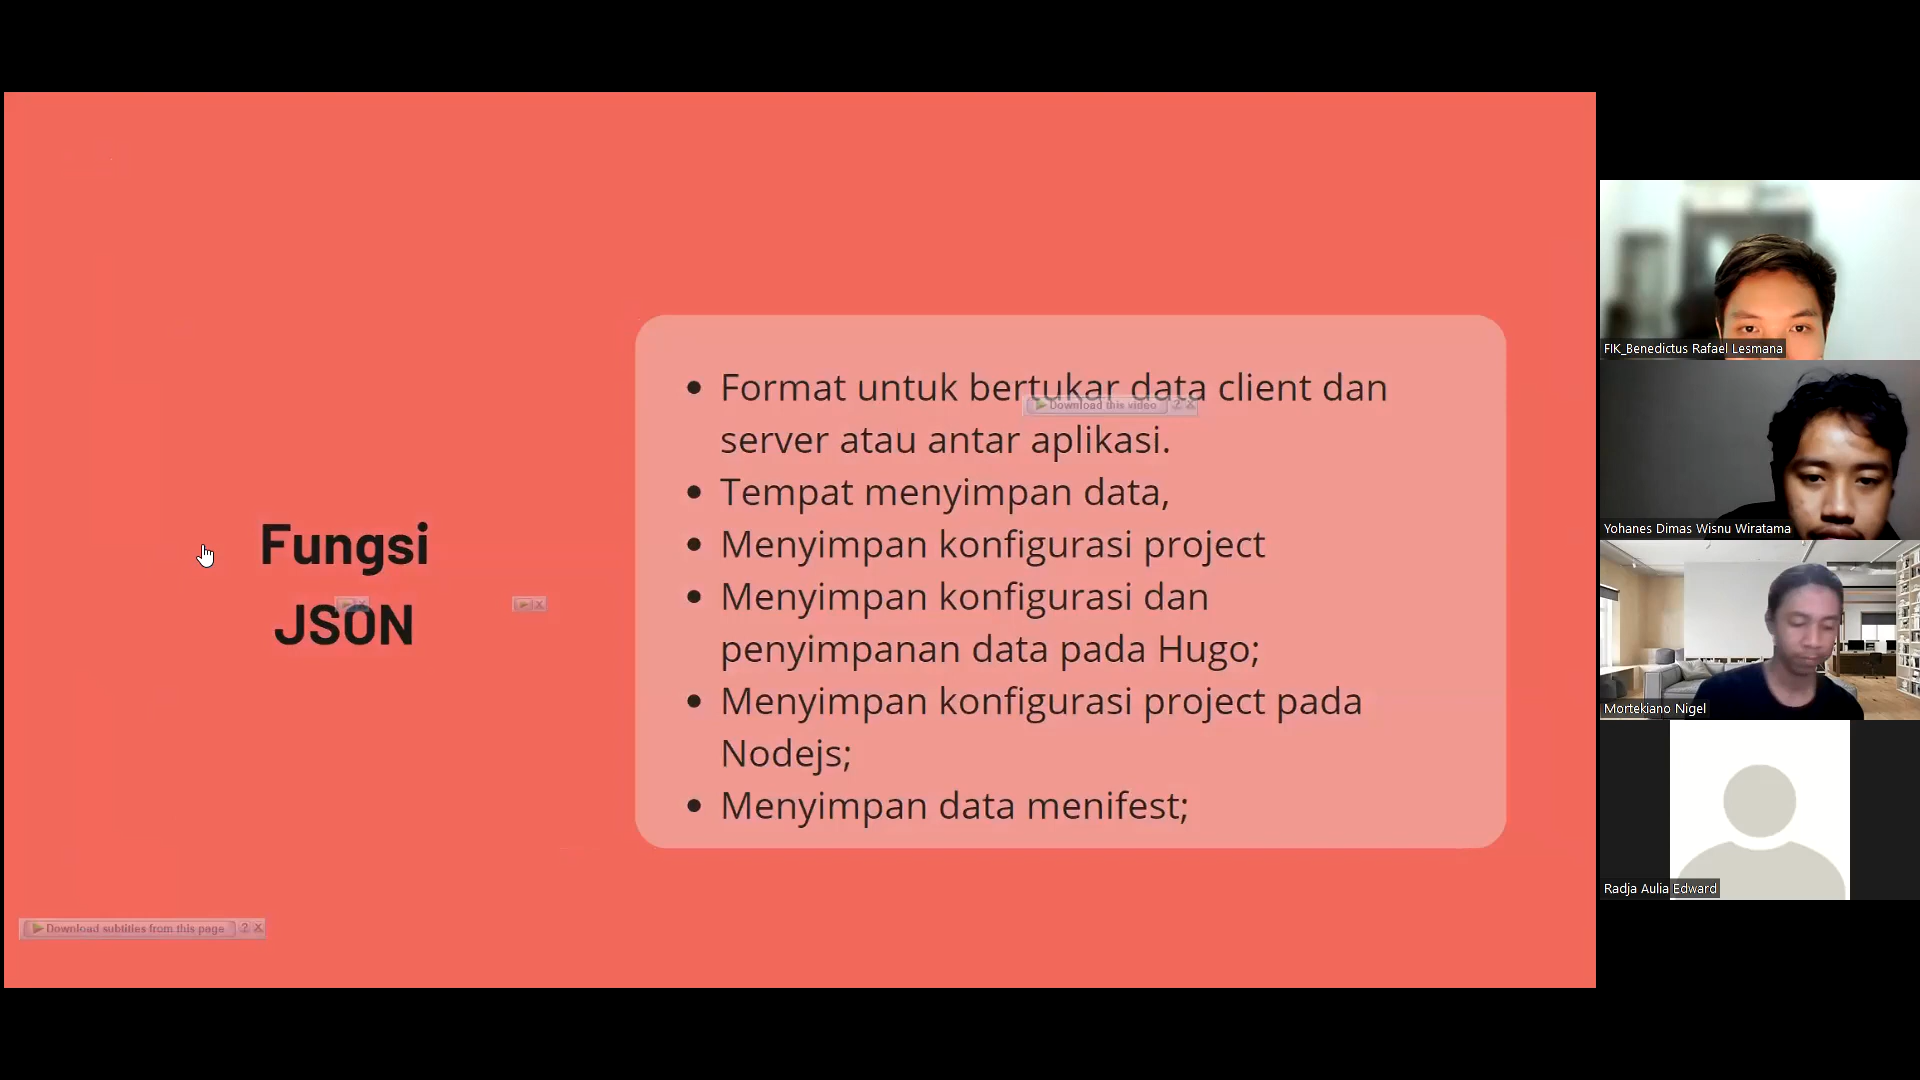 Fungsi
JSON
Format untuk bertukar data client dan
server atau antar aplikasi.
Tempat menyimpan data,
Menyimpan konfigurasi project
Menyimpan konfigurasi dan
penyimpanan data pada Hugo;
Menyimpan konfigurasi project pada
Nodejs;
Menyimpan data menifest;
Download this video ? X
Download subtitles from this page ? X
FIK_Benedictus Rafael Lesmana
Yohanes Dimas Wisnu Wiratama
Mortekiano Nigel
Radja Aulia Edward